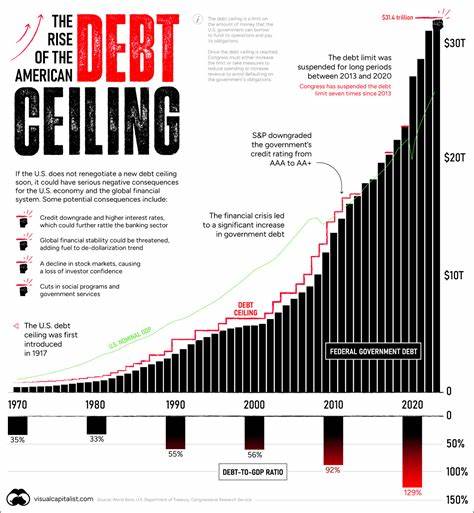 THE
RISE
OF THE
AMERICAN
DEBT
CEILING
The debt ceiling is a limit on
the amount of money that the
U.S. government can borrow
to fund its operations and pay
its obligations.
Once the debt ceiling is reached,
Congress must either increase
the limit or take measures to
reduce spending or increase
revenue to avoid defaulting on
the government's obligations.
$31.4 trillion
$30T
The debt limit was
suspended for long periods
between 2013 and 2020
Congress has suspended the debt
limit seven times since 2013
S&P downgraded
the government's
credit rating from
AAA to AA+
$20T
If the U.S. does not renegotiate a new debt ceiling
soon, it could have serious negative consequences
for the U.S. economy and the global financial
system. Some potential consequences include:
Credit downgrade and higher interest rates,
which could further rattle the banking sector
Global financial stability could be threatened,
adding fuel to de-dollarization trend
A decline in stock markets, causing
a loss of investor confidence
Cuts in social programs and
government services
The financial crisis led
to a significant increase
in government debt
$10T
The U.S. debt
ceiling was first
introduced
in 1917
U.S. NOMINAL GDP
DEBT
CEILING
FEDERAL GOVERNMENT DEBT
1970
1980
1990
2000
2010
2020
0
35%
33%
55%
56%
92%
129%
50%
100%
150%
DEBT-TO-GDP RATIO
visualcapitalist.com
Source: World Bank, U.S. Department of Treasury, Congressional Research Service